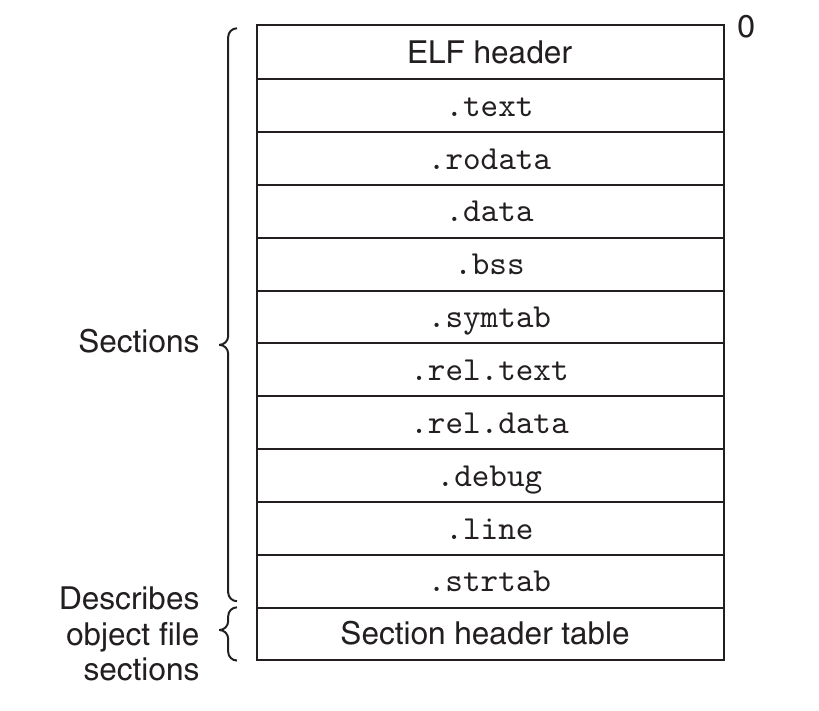 0
ELF header
.text
.rodata
.data
.bss
.symtab
Sections
.rel.text
.rel.data
.debug
.line
.strtab
Describes
object file
sections
Section header table